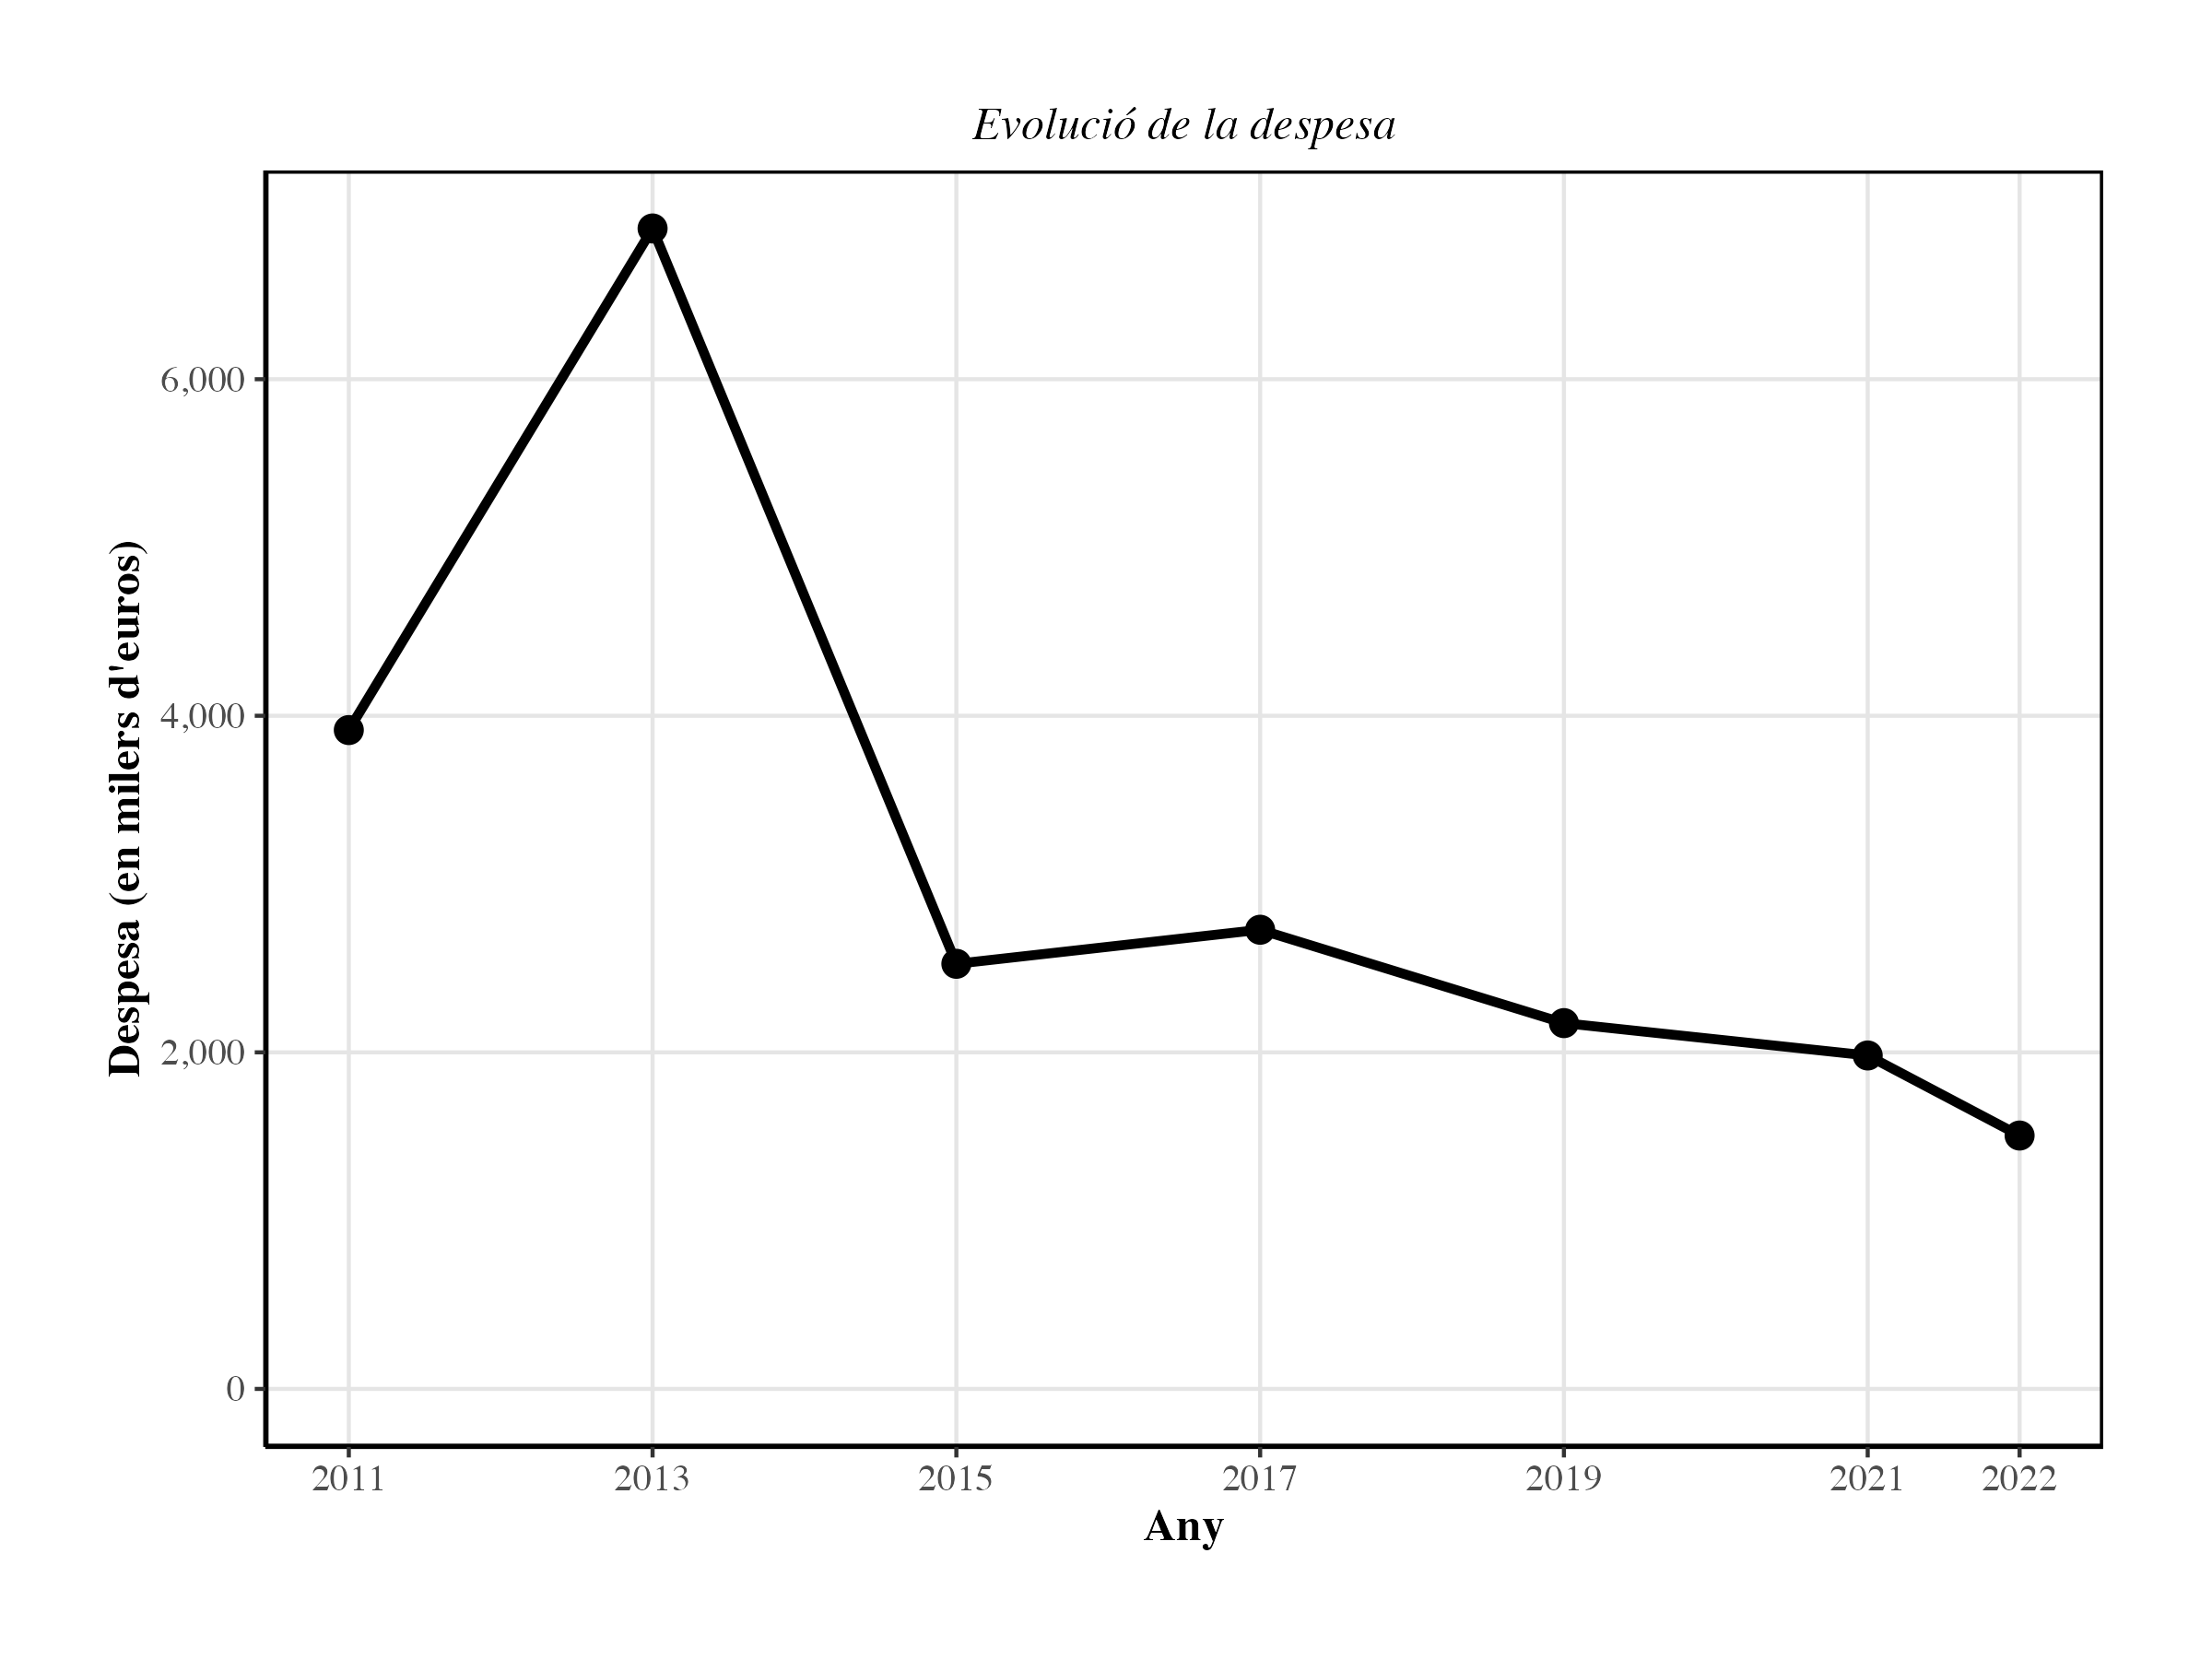 Evolució de la despesa
Despesa (en milers d'euros)
6,000
4,000
2,000
0
2011 2013 2015 2017 2019 2021 2022
Any